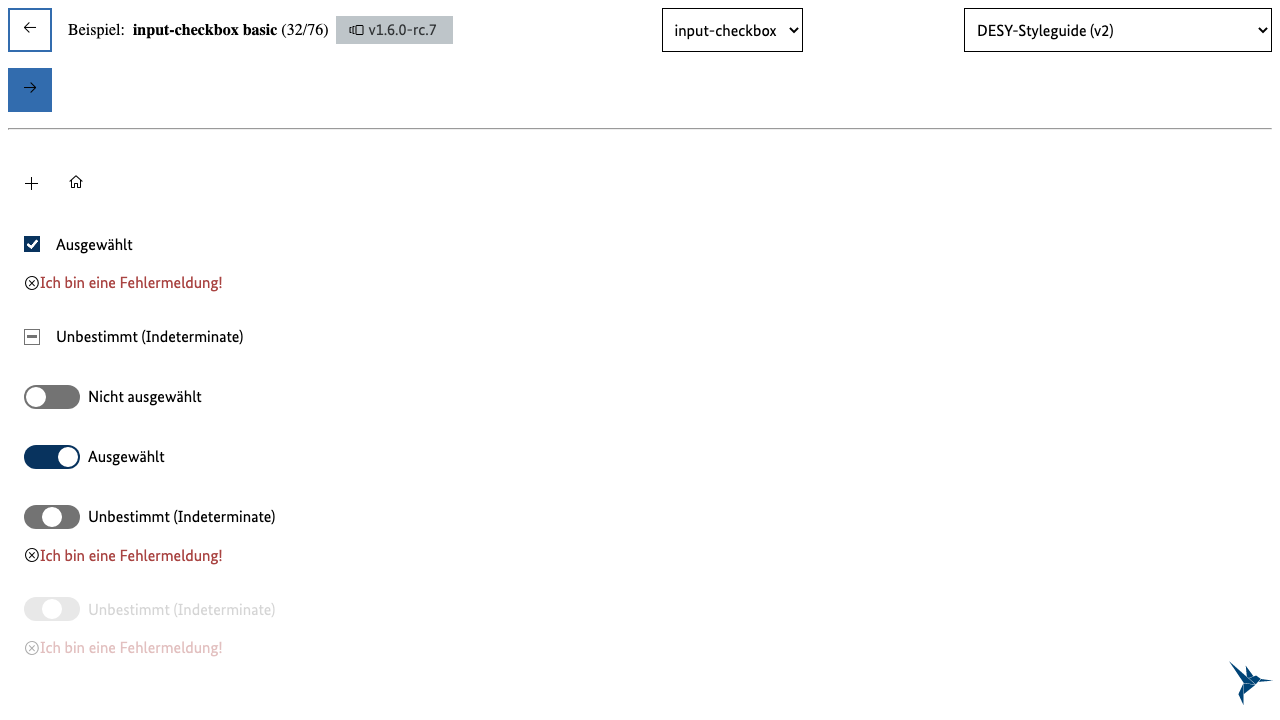 Beispiel: input-checkbox basic (32/76) v1.6.0-rc.7 input-checkbox DESY-Styleguide (v2)
Ausgewählt
Ich bin eine Fehlermeldung!
Unbestimmt (Indeterminate)
Nicht ausgewählt
Ausgewählt
Unbestimmt (Indeterminate)
Ich bin eine Fehlermeldung!
Unbestimmt (Indeterminate)
Ich bin eine Fehlermeldung!